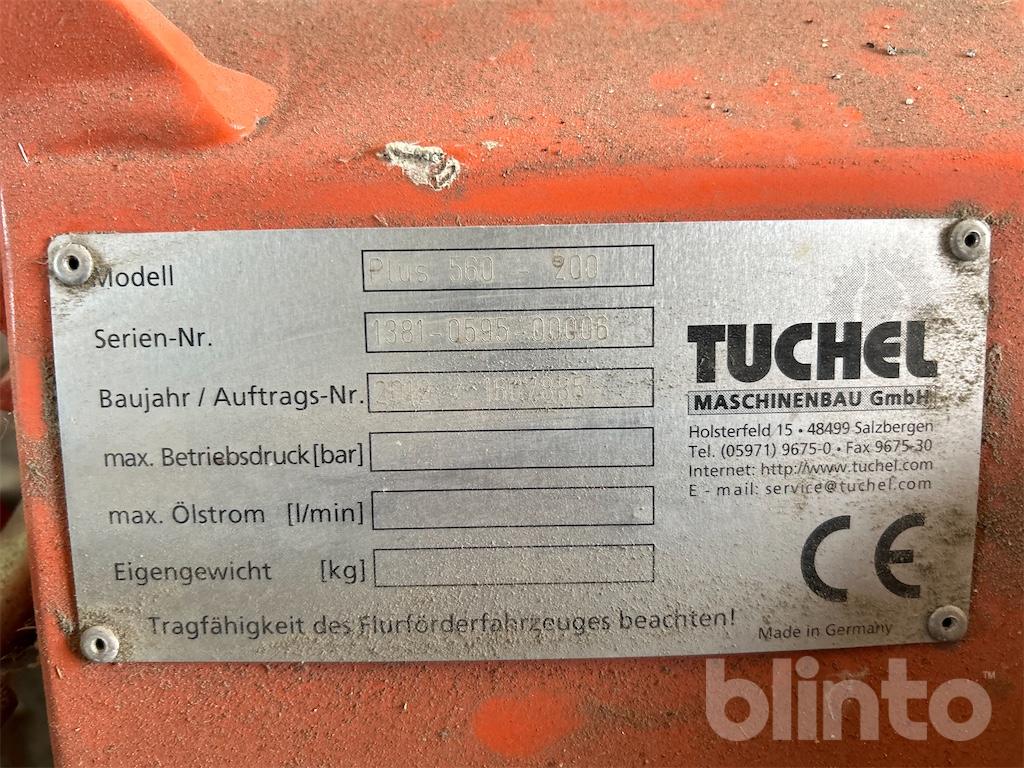 Modell Plus 560 - 200
Serien-Nr. 1381-0595-00006
Baujahr / Auftrags-Nr.
max. Betriebsdruck [bar]
max. Ölstrom [l/min]
Eigengewicht [kg]
Tragfähigkeit des Flurförderfahrzeuges beachten!
TUCHEL
MASCHINENBAU GmbH
Holsterfeld 15 • 48499 Salzbergen
Tel. (05971) 9675-0 • Fax 9675-30
Internet: http://www.tuchel.com
E - mail: service@tuchel.com
CE
Made in Germany
blinto™